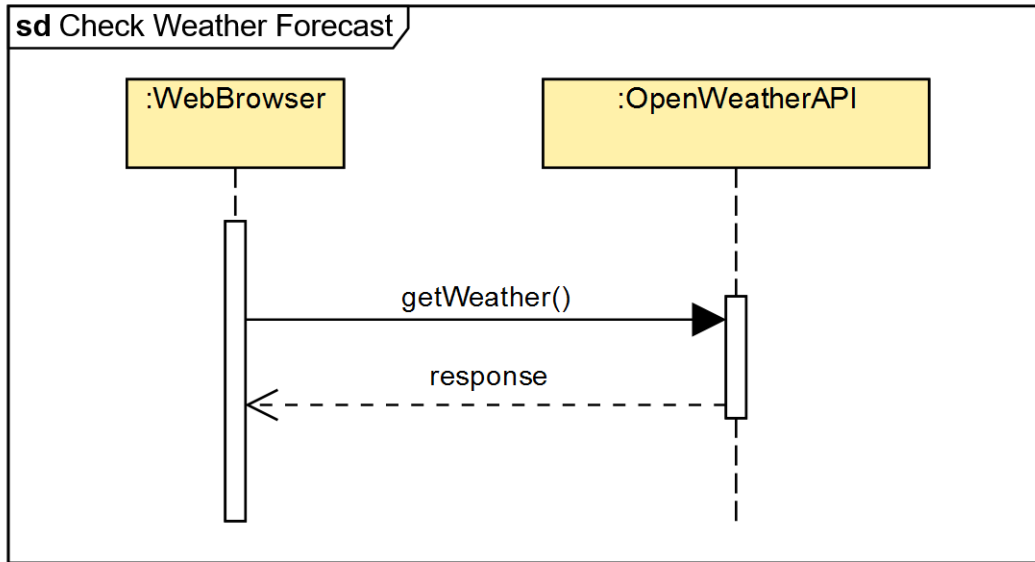 sd Check Weather Forecast
:WebBrowser
:OpenWeatherAPI
getWeather()
response